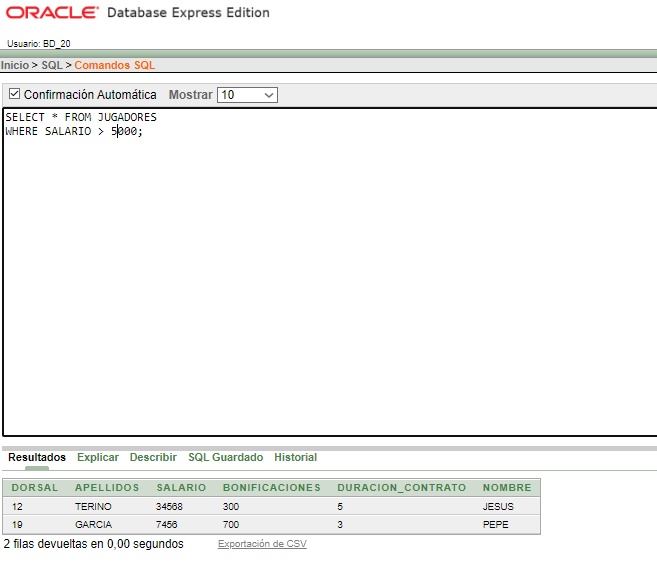 ORACLE® Database Express Edition
Usuario: BD_20
Inicio > SQL > Comandos SQL
Confirmación Automática Mostrar 10
SELECT * FROM JUGADORES
WHERE SALARIO > 5000;
Resultados Explicar Describir SQL Guardado Historial
DORSAL APELLIDOS SALARIO BONIFICACIONES DURACION_CONTRATO NOMBRE
12 TERINO 34568 300 5 JESUS
19 GARCIA 7456 700 3 PEPE
2 filas devueltas en 0,00 segundos Exportación de CSV